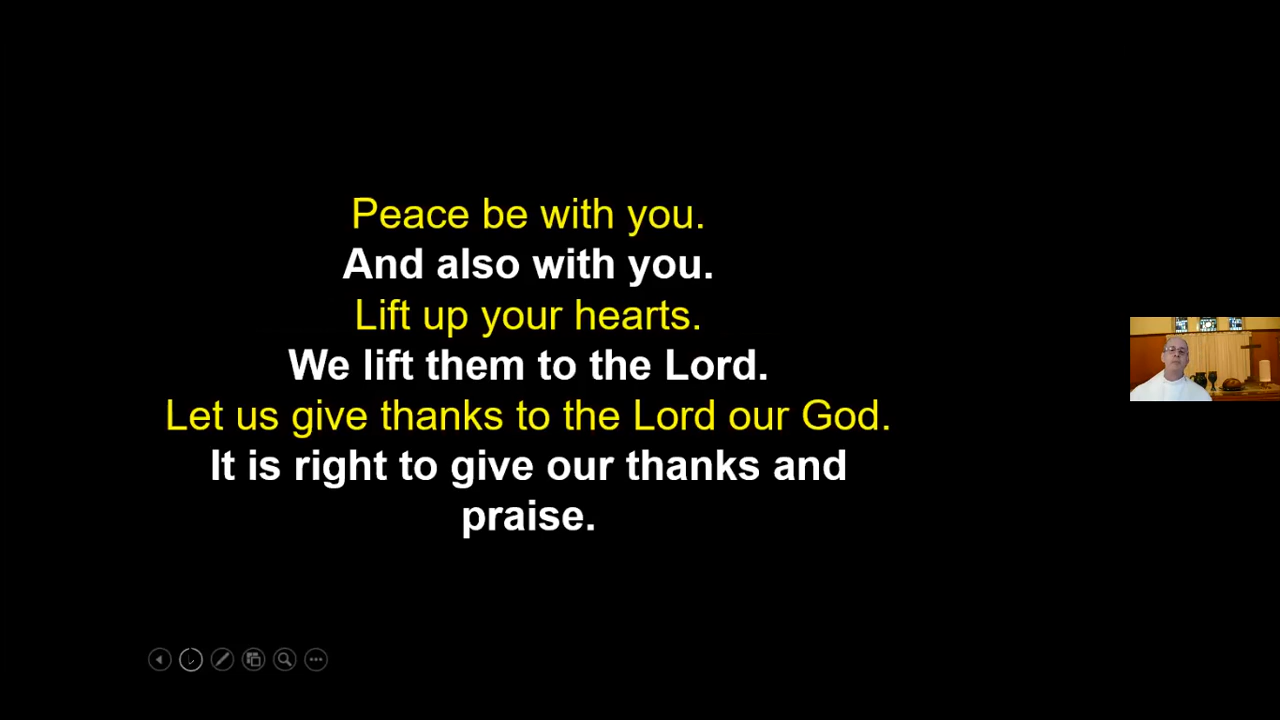 Peace be with you.
And also with you.
Lift up your hearts.
We lift them to the Lord.
Let us give thanks to the Lord our God.
It is right to give our thanks and
praise.